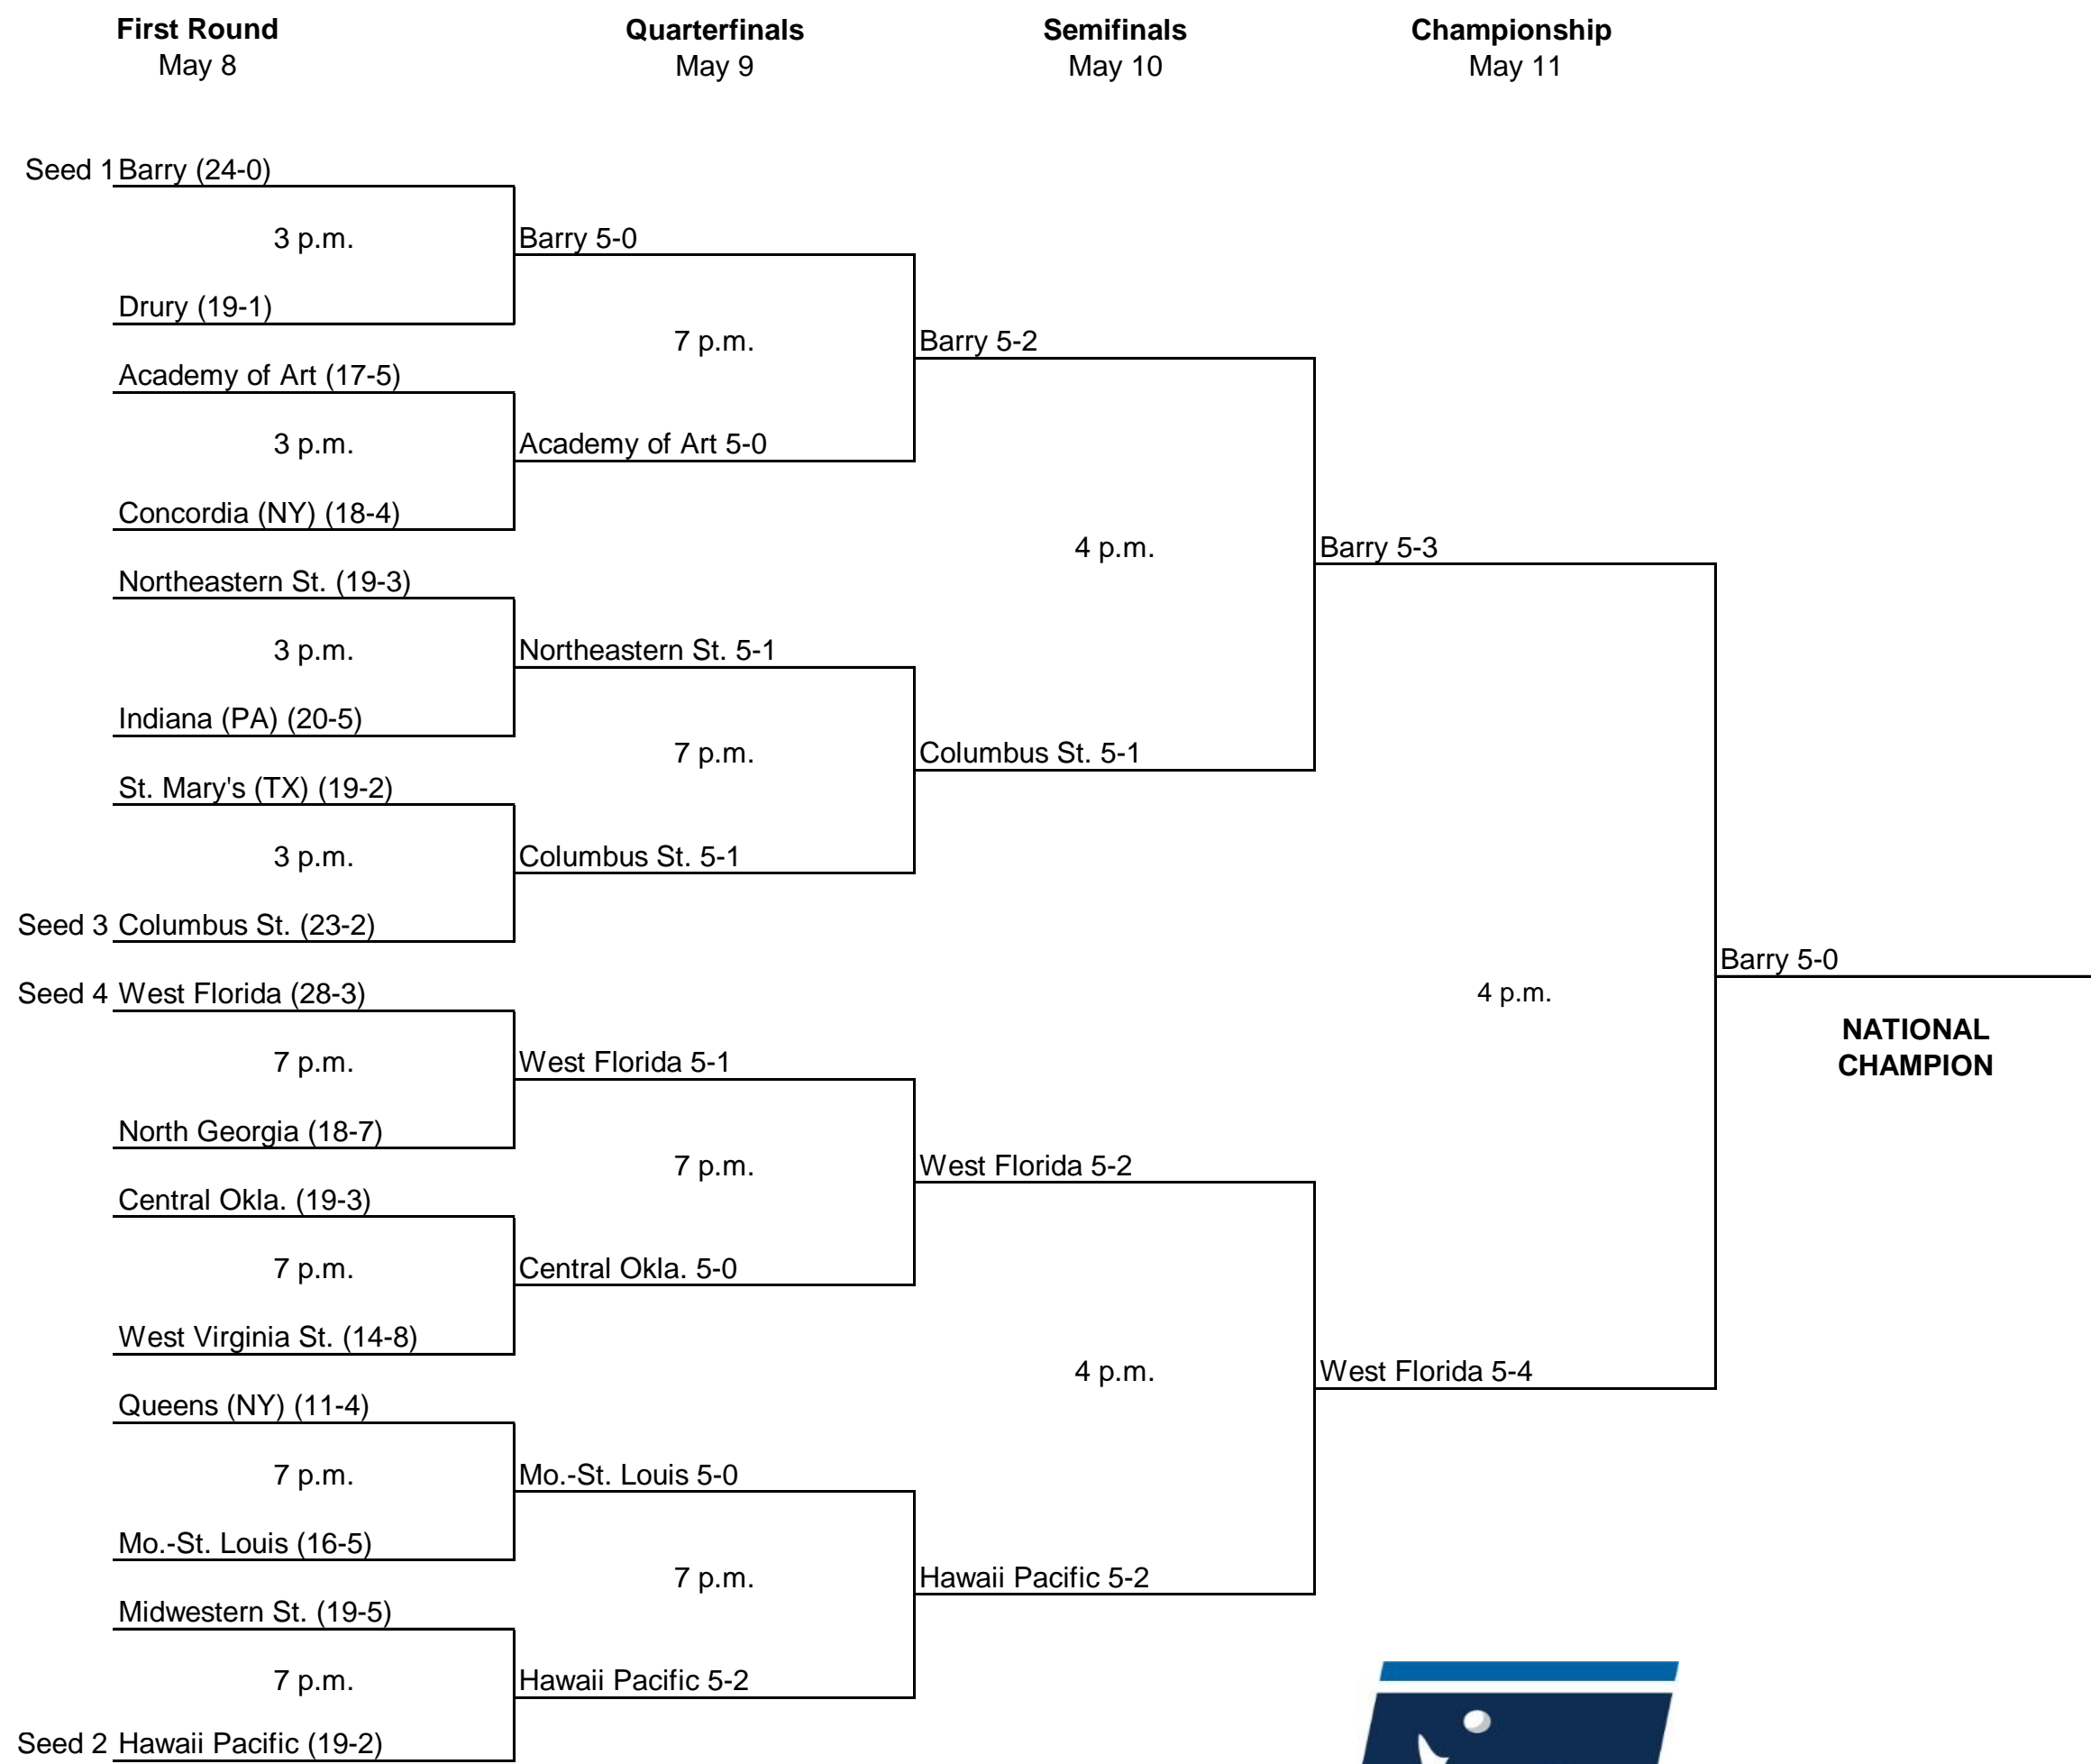 First Round Quarterfinals Semifinals Championship
May 8 May 9 May 10 May 11
Seed 1 Barry (24-0)
3 p.m. Barry 5-0
Drury (19-1)
7 p.m. Barry 5-2
Academy of Art (17-5)
3 p.m. Academy of Art 5-0
Concordia (NY) (18-4)
4 p.m. Barry 5-3
Northeastern St. (19-3)
3 p.m. Northeastern St. 5-1
Indiana (PA) (20-5)
7 p.m. Columbus St. 5-1
St. Mary's (TX) (19-2)
3 p.m. Columbus St. 5-1
Seed 3 Columbus St. (23-2)
Barry 5-0
Seed 4 West Florida (28-3) 4 p.m.
NATIONAL
7 p.m. West Florida 5-1 CHAMPION
North Georgia (18-7)
7 p.m. West Florida 5-2
Central Okla. (19-3)
7 p.m. Central Okla. 5-0
West Virginia St. (14-8)
4 p.m. West Florida 5-4
Queens (NY) (11-4)
7 p.m. Mo.-St. Louis 5-0
Mo.-St. Louis (16-5)
7 p.m. Hawaii Pacific 5-2
Midwestern St. (19-5)
7 p.m. Hawaii Pacific 5-2
Seed 2 Hawaii Pacific (19-2)